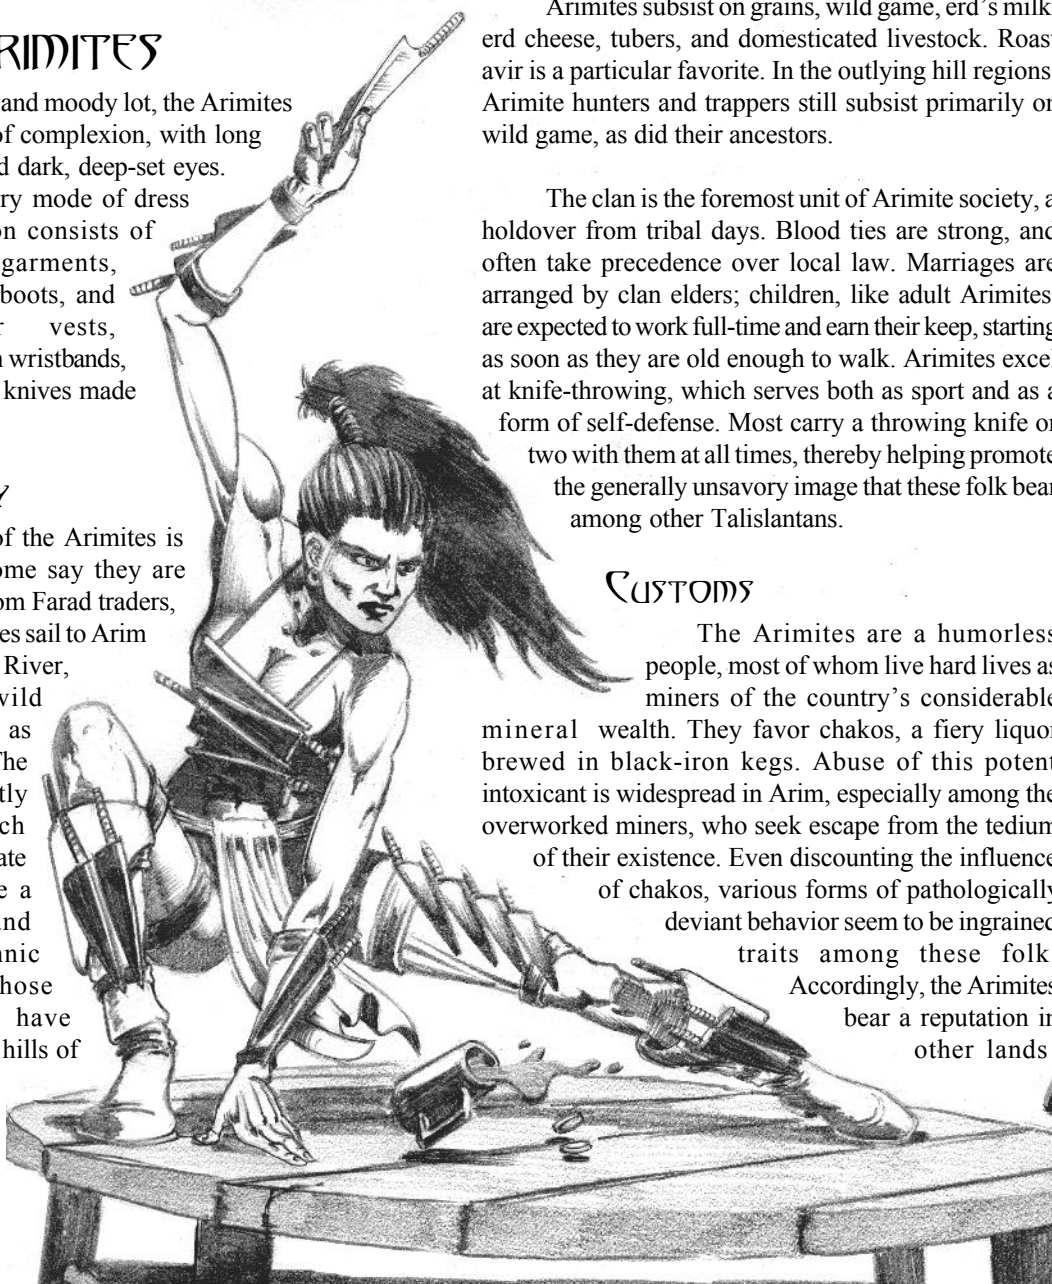 RIMITES
and moody lot, the Arimites
of complexion, with long
d dark, deep-set eyes.
ry mode of dress
on consists of
garments,
boots, and
r vests,
n wristbands,
knives made
y
of the Arimites is
ome say they are
om Farad traders,
es sail to Arim
River,
wild
as
The
tly
ch
ate
e a
and
nnic
hose
have
hills of
Arimites subsist on grains, wild game, erd's milk
erd cheese, tubers, and domesticated livestock. Roast
avir is a particular favorite. In the outlying hill regions
Arimite hunters and trappers still subsist primarily on
wild game, as did their ancestors.
The clan is the foremost unit of Arimite society, a
holdover from tribal days. Blood ties are strong, and
often take precedence over local law. Marriages are
arranged by clan elders; children, like adult Arimites
are expected to work full-time and earn their keep, starting
as soon as they are old enough to walk. Arimites excel
at knife-throwing, which serves both as sport and as a
form of self-defense. Most carry a throwing knife or
two with them at all times, thereby helping promote
the generally unsavory image that these folk bear
among other Talislantans.
Customs
The Arimites are a humorless
people, most of whom live hard lives as
miners of the country's considerable
mineral wealth. They favor chakos, a fiery liquor
brewed in black-iron kegs. Abuse of this potent
intoxicant is widespread in Arim, especially among the
overworked miners, who seek escape from the tedium
of their existence. Even discounting the influence
of chakos, various forms of pathologically
deviant behavior seem to be ingrained
traits among these folk
Accordingly, the Arimites
bear a reputation in
other lands